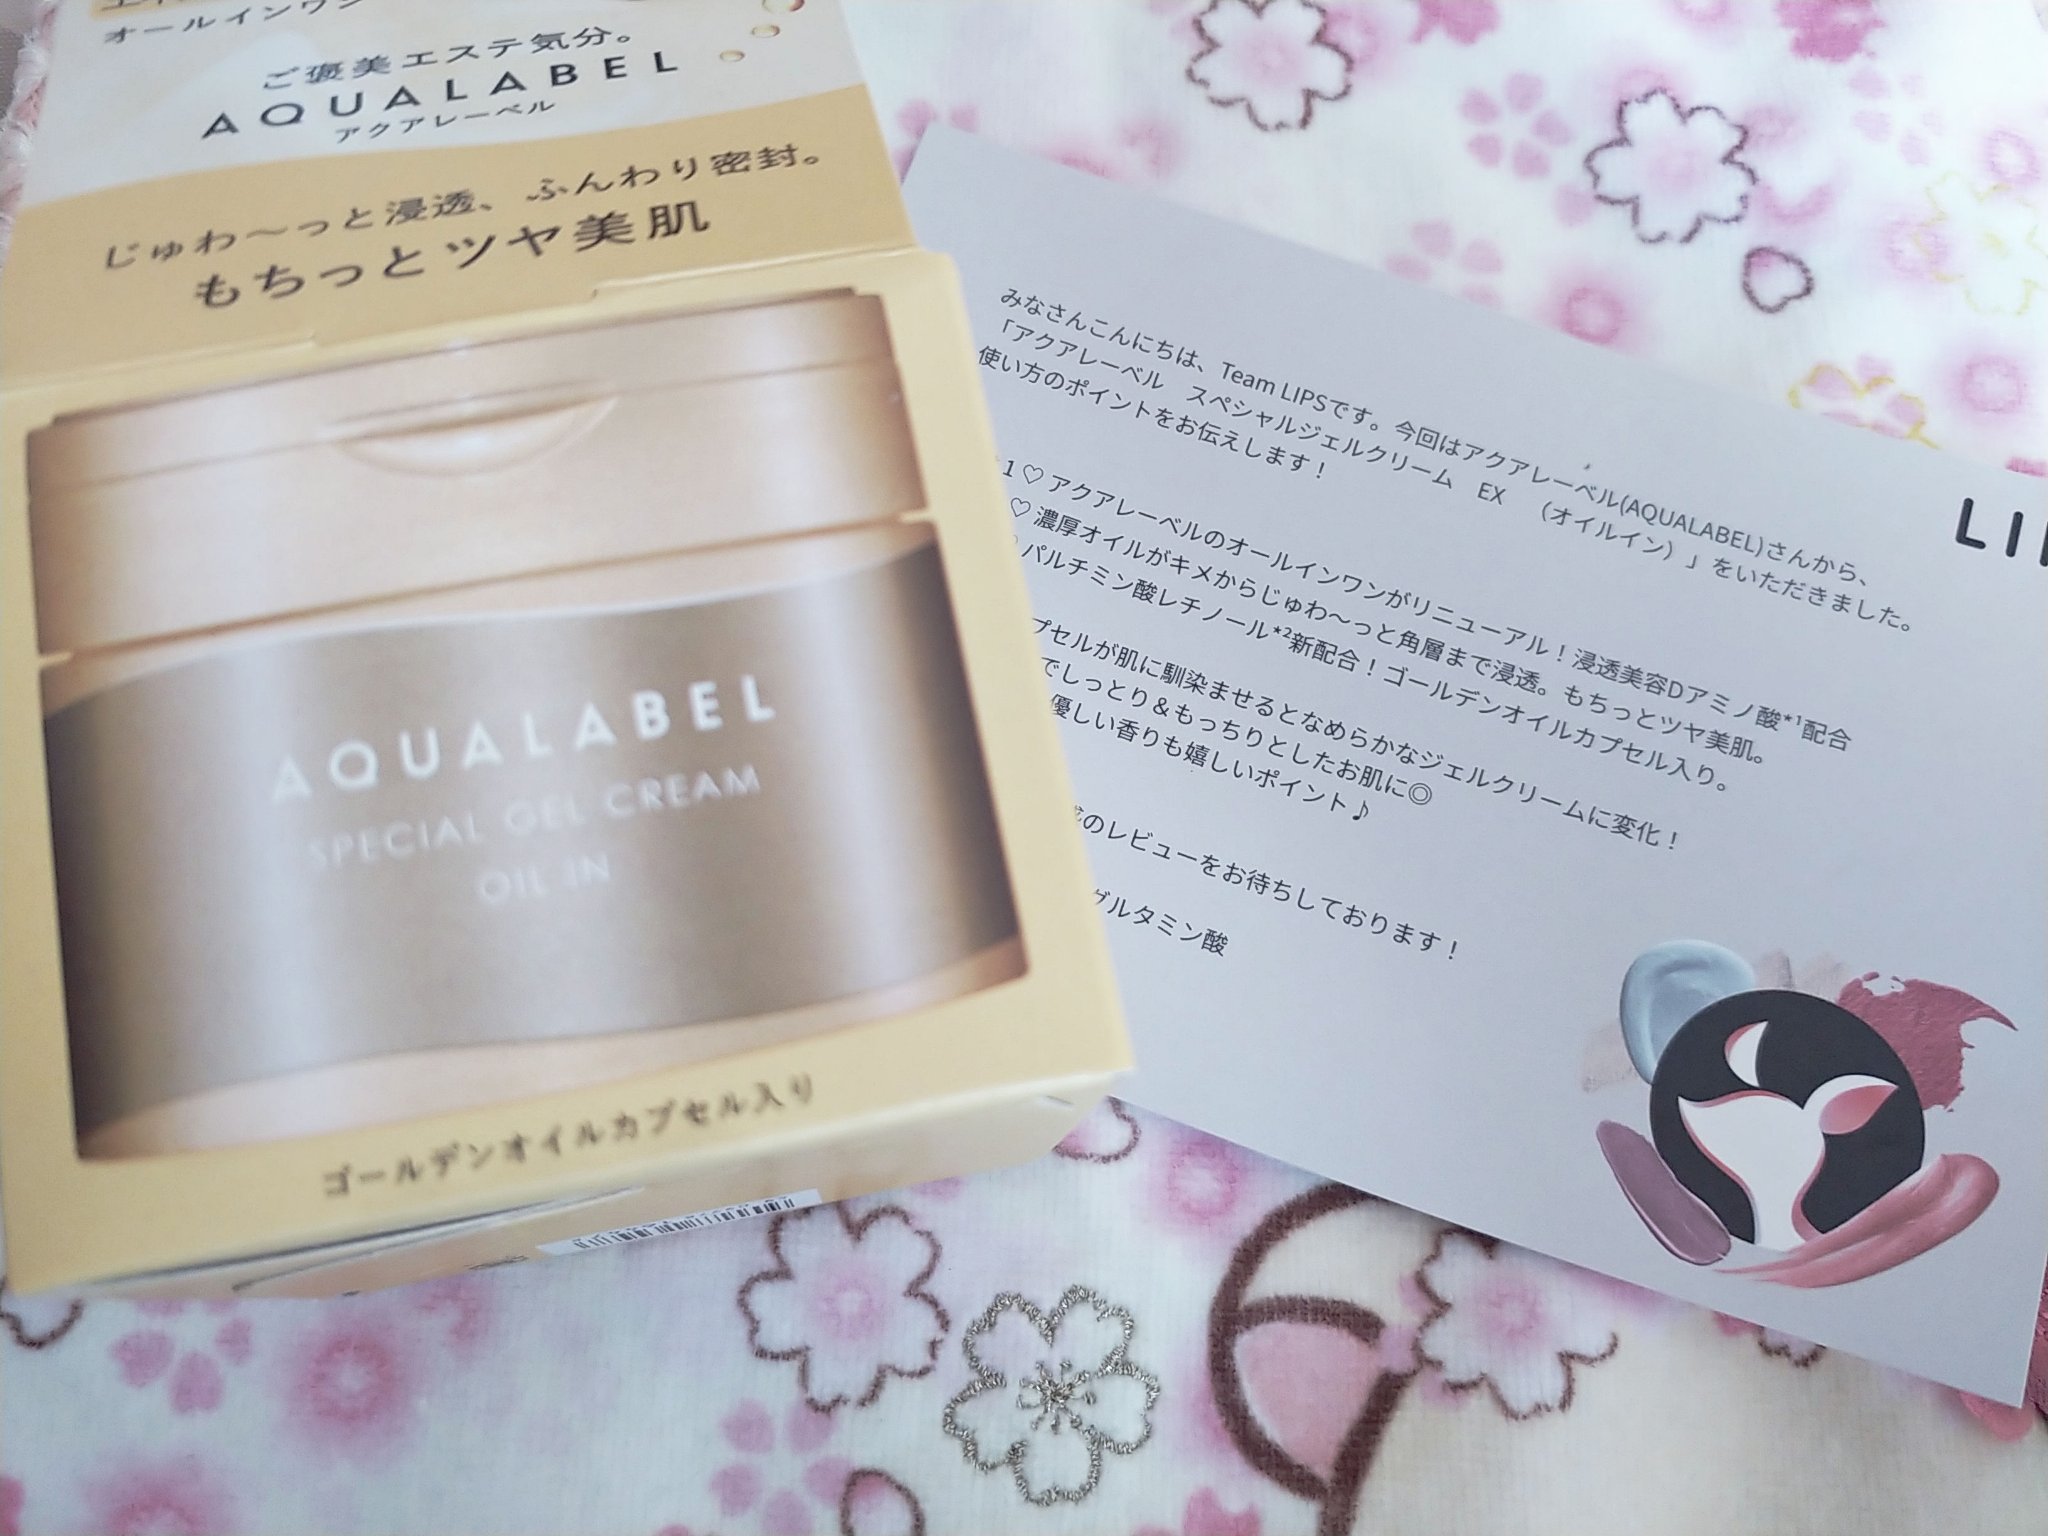 オールインワン
ご褒美エステ気分。
AQUALABEL
アクアレーベル
じゅわ〜っと浸透、ふんわり密封。
もちっとツヤ美肌
AQUALABEL
SPECIAL GEL CREAM
OIL IN
ゴールデンオイルカプセル入り
みなさんこんにちは、Team LIPSです。今回はアクアレーベル(AQUALABEL)さんから、
「アクアレーベル　スペシャルジェルクリーム　EX　(オイルイン）」をいただきました。
使い方のポイントをお伝えします！
1 ♡ アクアレーベルのオールインワンがリニューアル！浸透美容Dアミノ酸*¹配合
♡ 濃厚オイルがキメからじゅわ〜っと角層まで浸透。もちっとツヤ美肌。
パルチミン酸レチノール*²新配合！ゴールデンオイルカプセル入り。
プセルが肌に馴染ませるとなめらかなジェルクリームに変化！
でしっとり＆もっちりとしたお肌に◎
優しい香りも嬉しいポイント♪
のレビューをお待ちしております！
グルタミン酸
LI